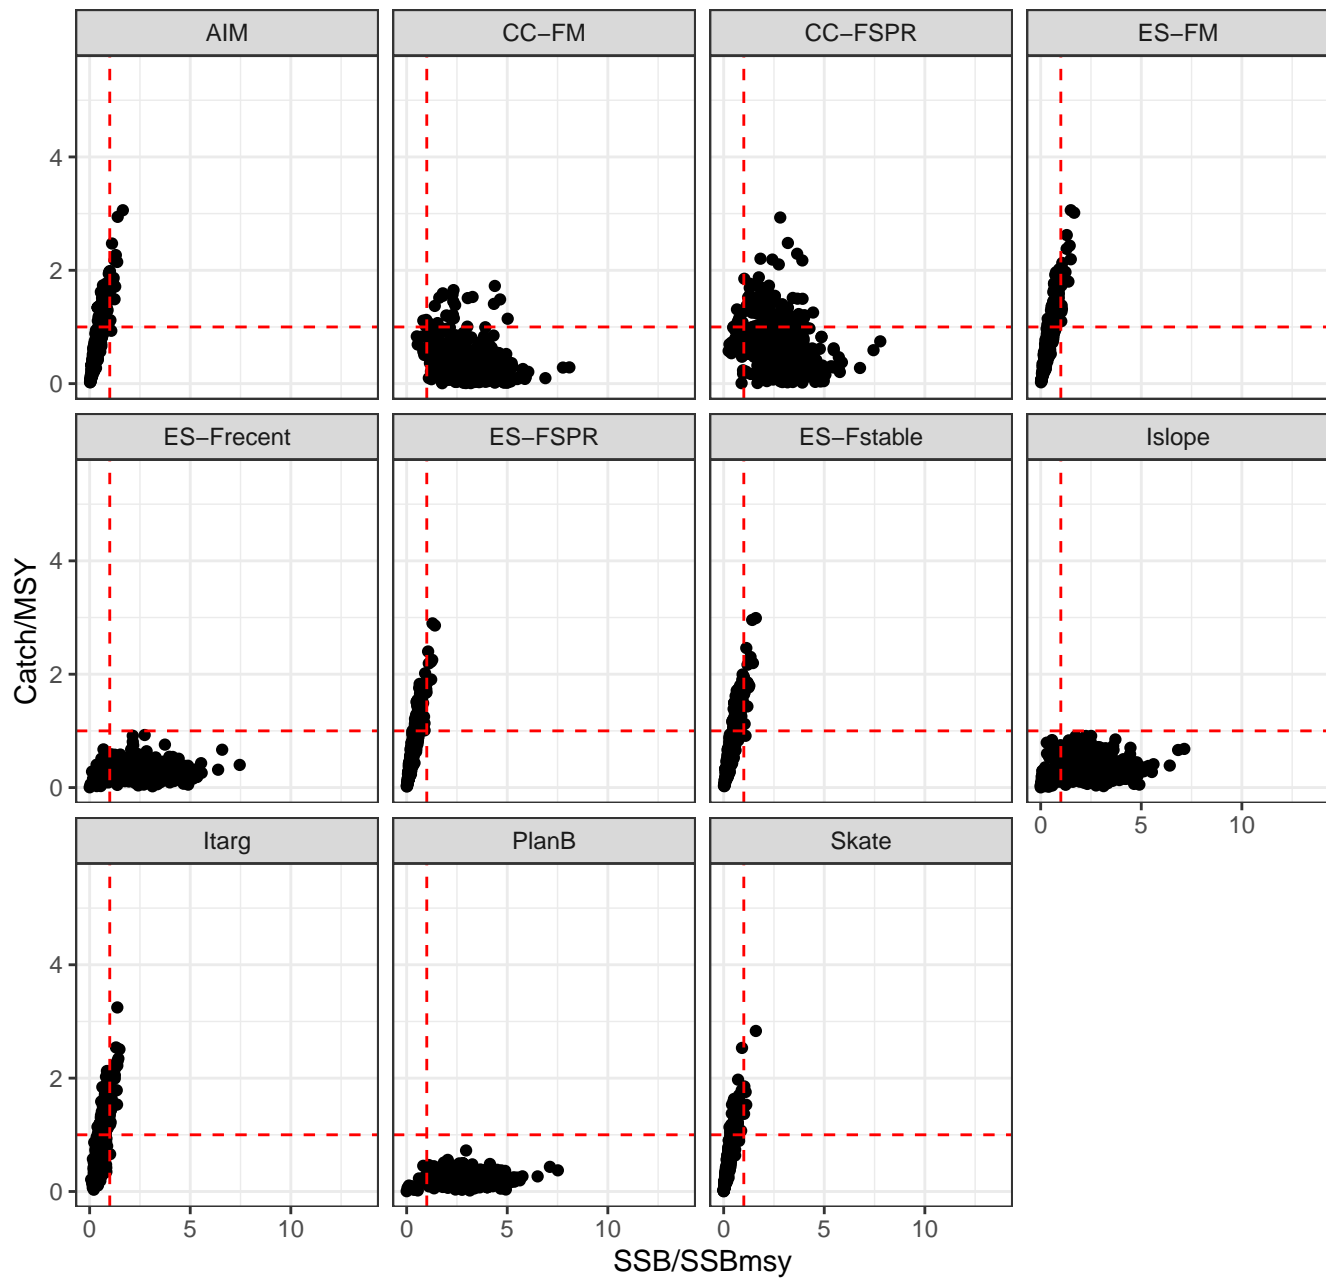 AIM
CC−FM
CC−FSPR
ES−FM
4
2
0
ES−Frecent
ES−FSPR
ES−Fstable
Islope
4
2
0
0 5 10
Itarg
PlanB
Skate
4
2
0
0 5 10
0 5 10
0 5 10
Catch/MSY
SSB/SSBmsy